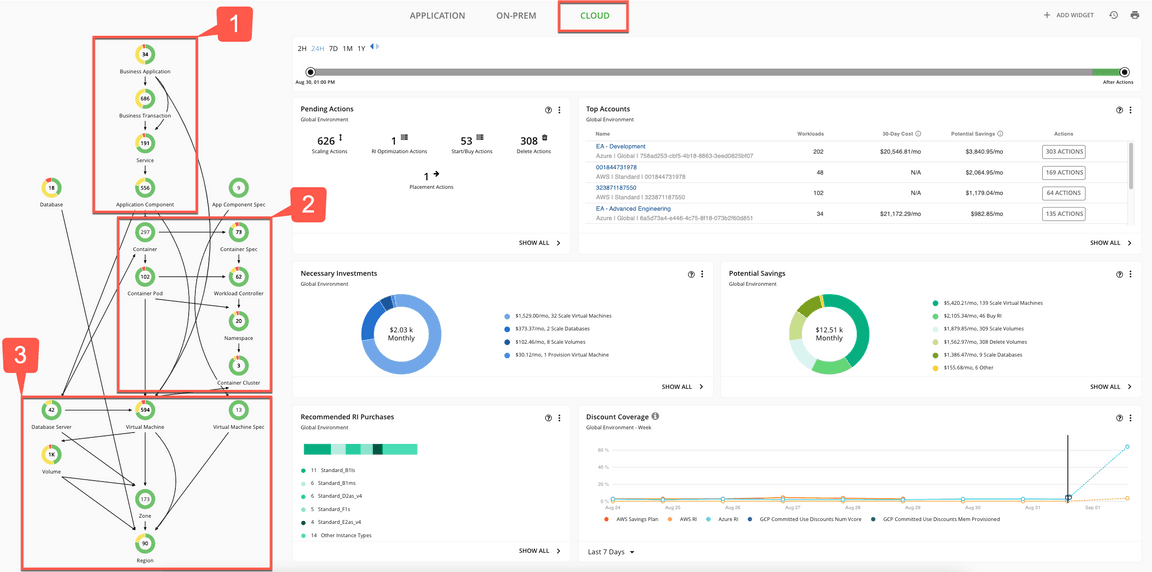 APPLICATION
ON-PREM
CLOUD
ADD WIDGET
1
34
Business Application
686
Business Transaction
191
Service
18
Database
556
Application Component
9
App Component Spec
2
297
Container
73
Container Spec
102
Container Pod
62
Workload Controller
20
Namespace
3
Container Cluster
3
42
Database Server
594
Virtual Machine
13
Virtual Machine Spec
1K
Volume
173
Zone
90
Region
2H 24H 7D 1M 1Y
Aug 30, 01:00 PM
After Actions
Pending Actions
Global Environment
626
Scaling Actions
1
RI Optimization Actions
53
Start/Buy Actions
308
Delete Actions
1
Placement Actions
SHOW ALL
Top Accounts
Global Environment
Name Workloads 30-Day Cost Potential Savings Actions
EA - Development
Azure | Global | 758ad253-cbf5-4b18-8863-3eed0825bf07
202 $20,546.81/mo $3,840.95/mo 303 ACTIONS
001844731978
AWS | Standard | 001844731978
48 N/A $2,064.95/mo 169 ACTIONS
323871187550
AWS | Standard | 323871187550
102 N/A $1,179.04/mo 64 ACTIONS
EA - Advanced Engineering
Azure | Global | 6a5d73a4-e446-4c75-8f18-073b2f60d851
34 $21,172.29/mo $982.85/mo 135 ACTIONS
SHOW ALL
Necessary Investments
Global Environment
$2.03 k
Monthly
$1,529.00/mo, 32 Scale Virtual Machines
$373.37/mo, 2 Scale Databases
$102.46/mo, 8 Scale Volumes
$30.12/mo, 1 Provision Virtual Machine
SHOW ALL
Potential Savings
Global Environment
$12.51 k
Monthly
$5,420.21/mo, 139 Scale Virtual Machines
$2,105.34/mo, 46 Buy RI
$1,879.85/mo, 309 Scale Volumes
$1,562.97/mo, 308 Delete Volumes
$1,386.47/mo, 9 Scale Databases
$155.68/mo, 6 Other
SHOW ALL
Recommended RI Purchases
Global Environment
11 Standard_B1ls
6 Standard_B1ms
6 Standard_D2as_v4
5 Standard_F1s
4 Standard_E2as_v4
14 Other Instance Types
SHOW ALL
Discount Coverage
Global Environment - Week
60 %
40 %
20 %
0 %
Aug 24 Aug 25 Aug 26 Aug 27 Aug 28 Aug 29 Aug 30 Aug 31 Sep 01
AWS Savings Plan AWS RI Azure RI GCP Committed Use Discounts Num Vcore GCP Committed Use Discounts Mem Provisioned
Last 7 Days